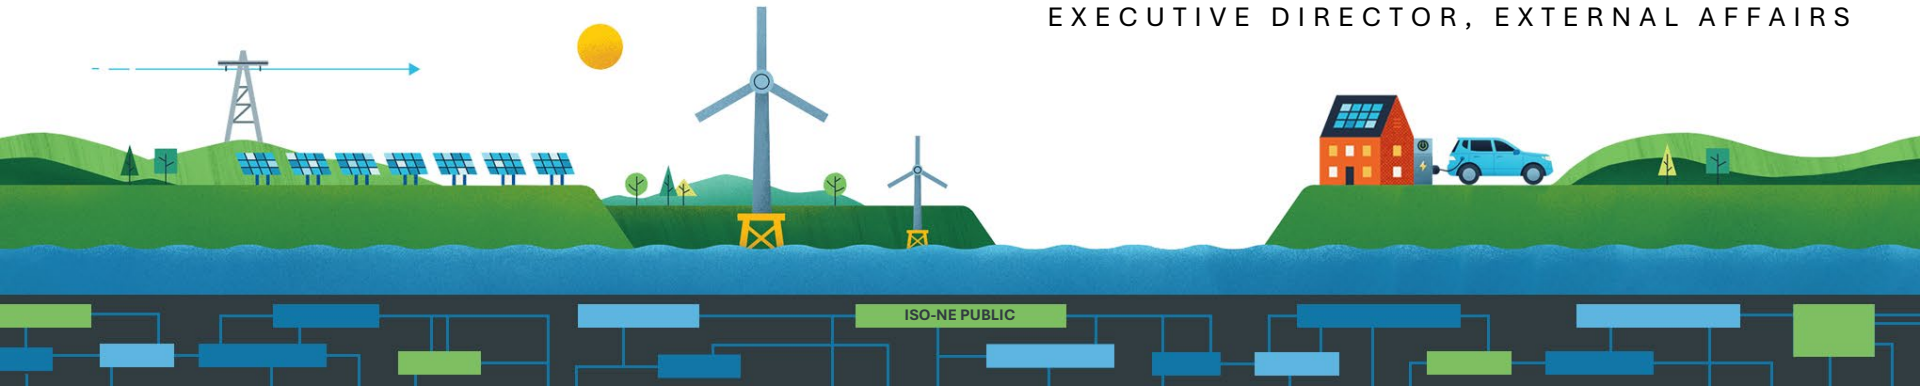 EXECUTIVE DIRECTOR, EXTERNAL AFFAIRS
ISO-NE PUBLIC